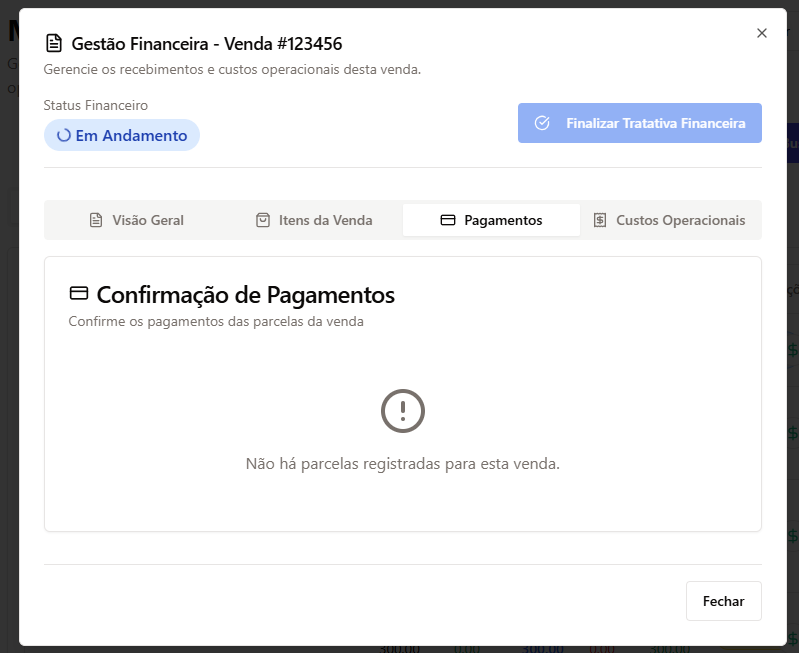 Gestão Financeira - Venda #123456
Gerencie os recebimentos e custos operacionais desta venda.
Status Financeiro
Em Andamento
Finalizar Tratativa Financeira
Visão Geral
Itens da Venda
Pagamentos
Custos Operacionais
Confirmação de Pagamentos
Confirme os pagamentos das parcelas da venda
Não há parcelas registradas para esta venda.
Fechar